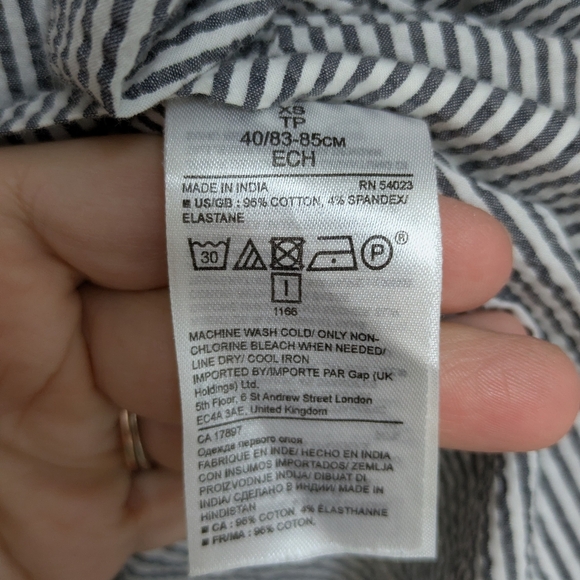 XS
TP
40/83-85CM
ECH
MADE IN INDIA RN 54023
US/GB : 96% COTTON, 4% SPANDEX/
ELASTANE
30 P ®
1166
MACHINE WASH COLD/ ONLY NON-
CHLORINE BLEACH WHEN NEEDED/
LINE DRY/ COOL IRON
IMPORTED BY/IMPORTE PAR Gap (UK
Holdings) Ltd.
5th Floor, 6 St Andrew Street London
EC4A 3AE, United Kingdom
CA 17897
Одежде первого слоя
FABRIQUE EN INDE/ HECHO EN INDIA
CON INSUMOS IMPORTADOS/ ZEMLJA
PROIZVODNJE INDIJA/ DIBUAT DI
INDIA/ СДЕЛАНО В ИНДИИ/ MADE IN
HINDISTAN
CA : 96% COTON, 4% ELASTHANNE
FR/MA : 96% COTON,